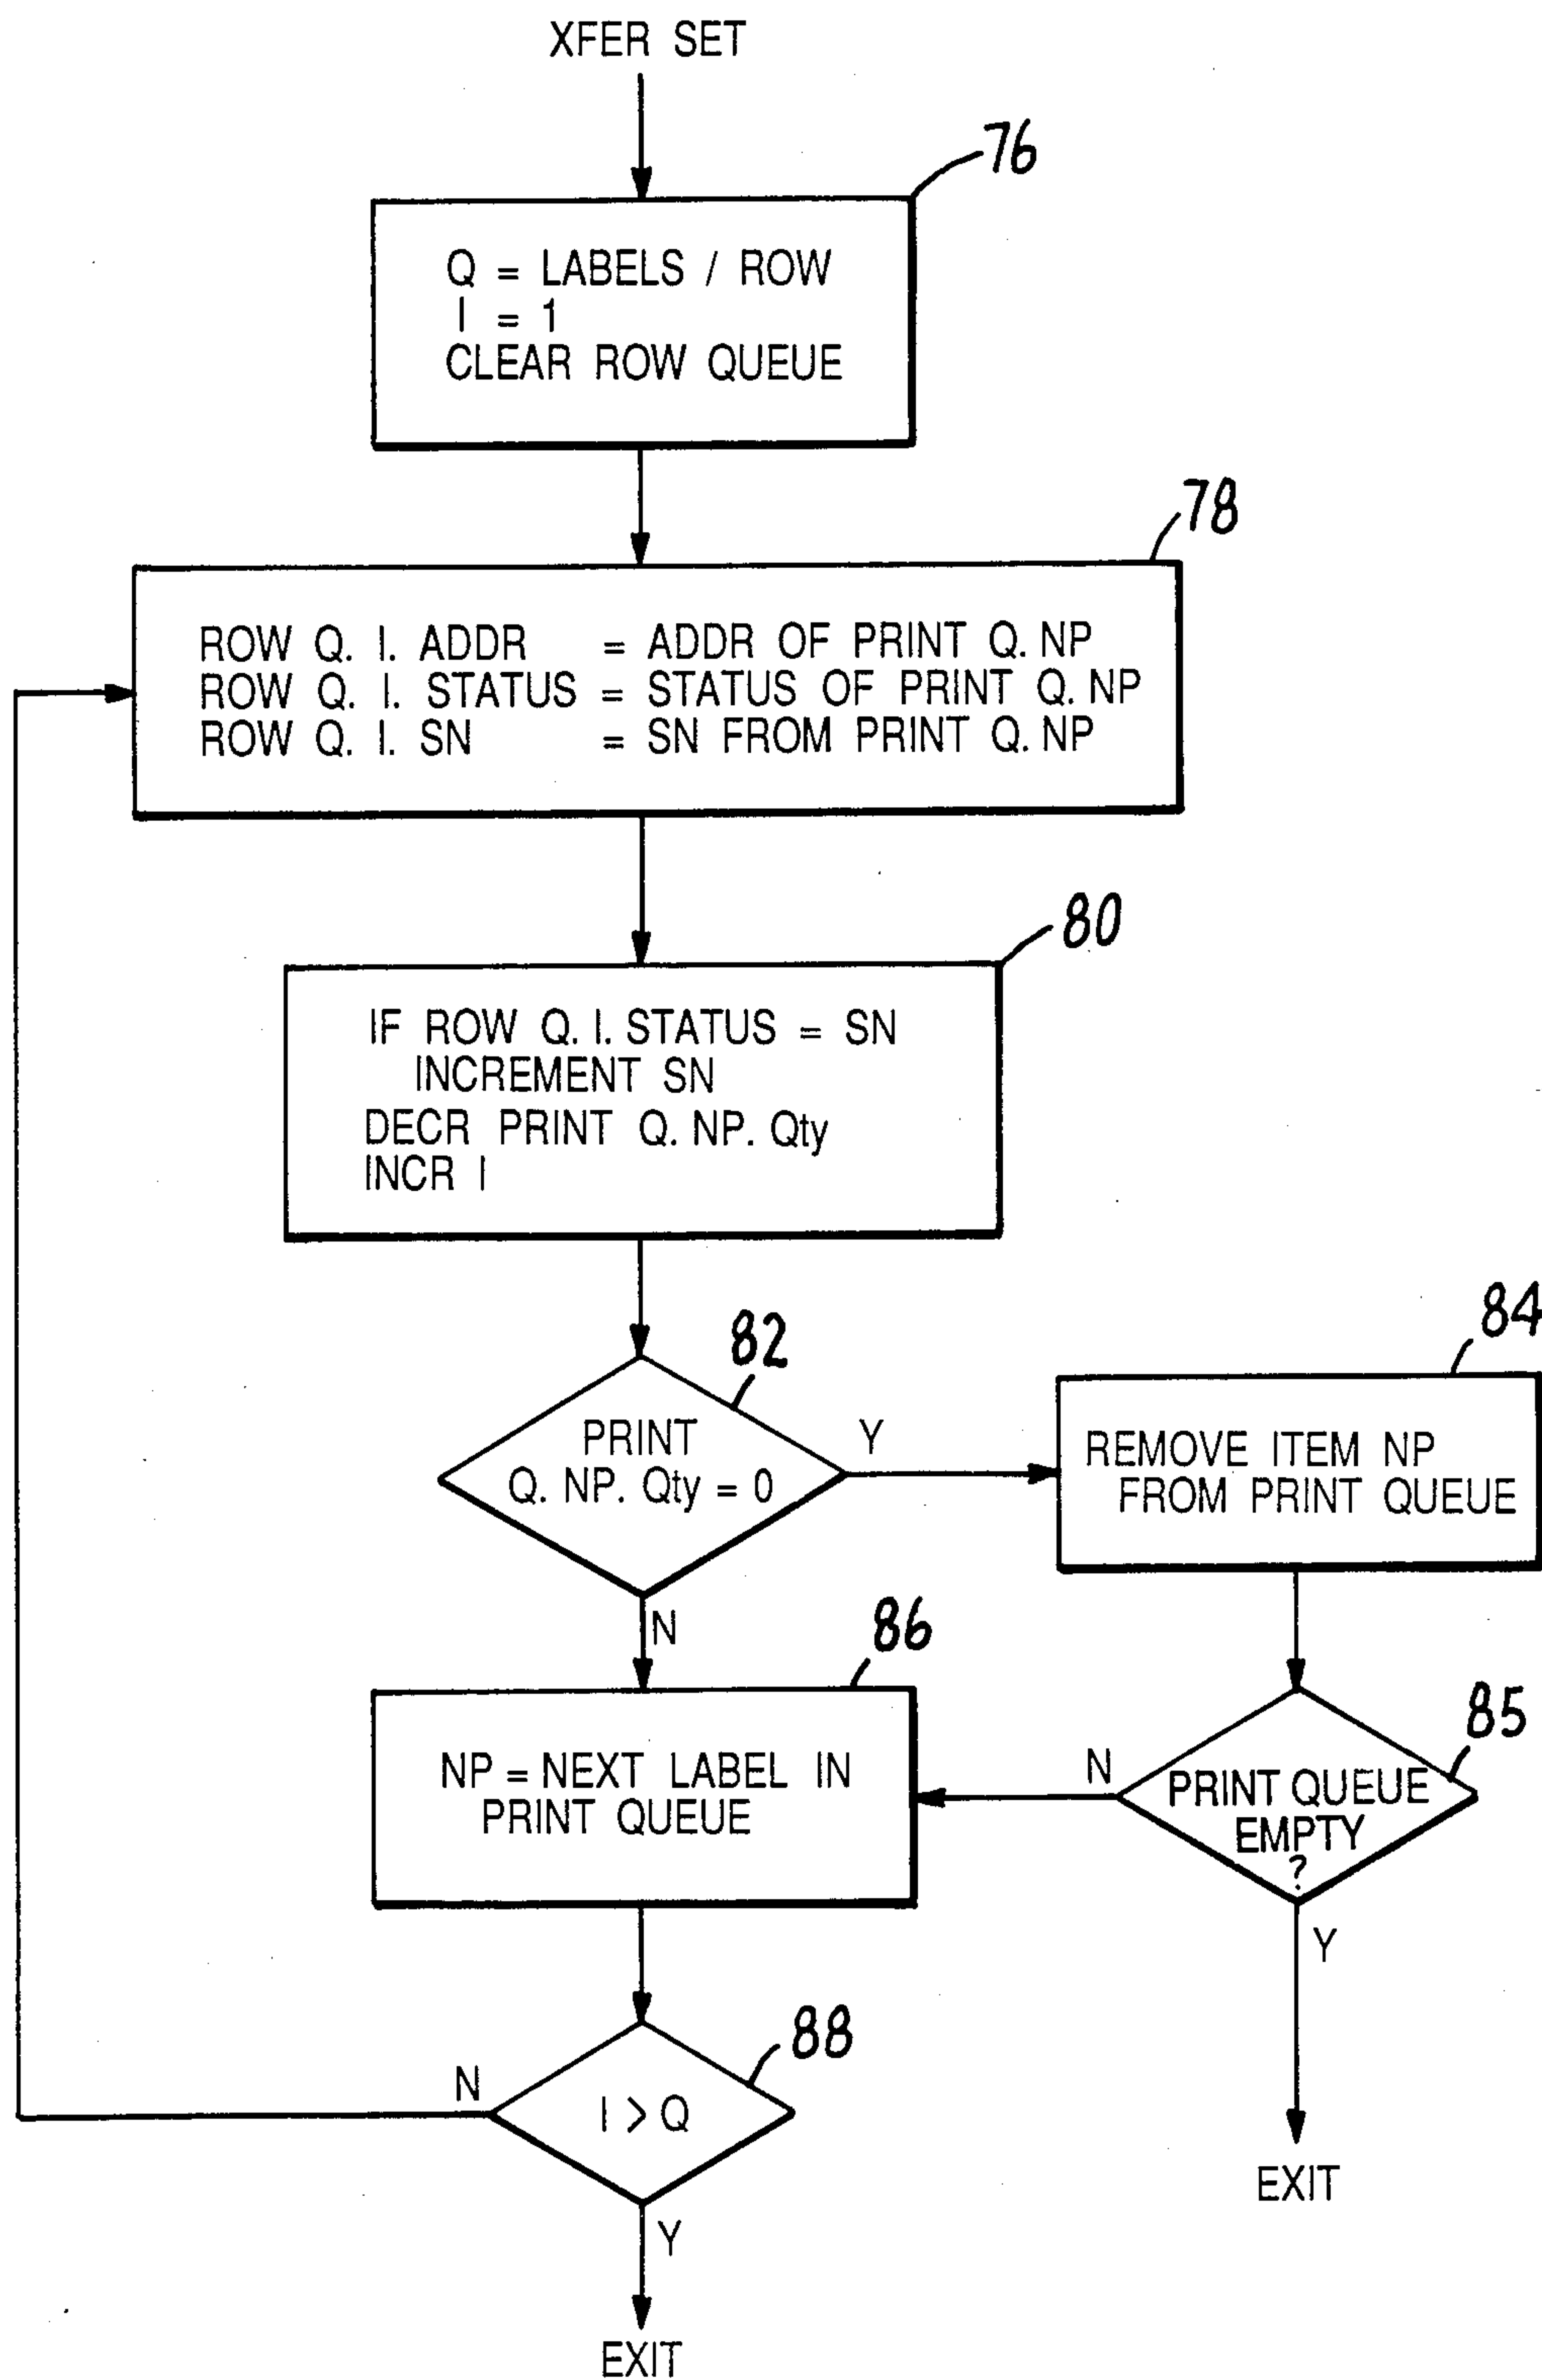 XFER SET
76
Q = LABELS / ROW
I = 1
CLEAR ROW QUEUE
78
ROW Q. I. ADDR = ADDR OF PRINT Q. NP
ROW Q. I. STATUS = STATUS OF PRINT Q. NP
ROW Q. I. SN = SN FROM PRINT Q. NP
80
IF ROW Q. I. STATUS = SN
INCREMENT SN
DECR PRINT Q. NP. Qty
INCR I
82
PRINT
Q. NP. Qty = 0
Y
N
84
REMOVE ITEM NP
FROM PRINT QUEUE
86
NP = NEXT LABEL IN
PRINT QUEUE
85
PRINT QUEUE
EMPTY
?
N
Y
EXIT
88
I > Q
N
Y
EXIT